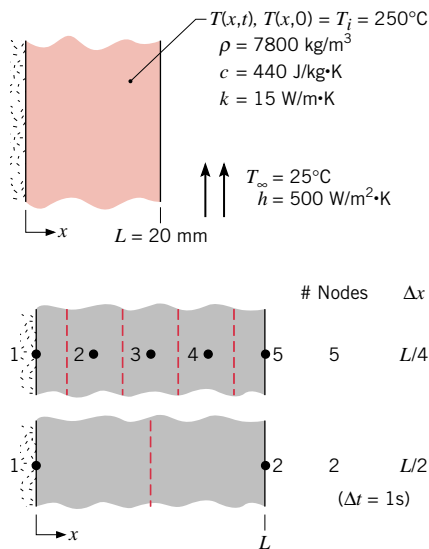 T(x,t), T(x,0) = Tᵢ = 250°C
ρ = 7800 kg/m³
c = 440 J/kg•K
k = 15 W/m•K
T∞ = 25°C
h = 500 W/m²•K
x
L = 20 mm
# Nodes Δx
1 2 3 4 5 5 L/4
1 2 2 L/2
(Δt = 1s)
x
L